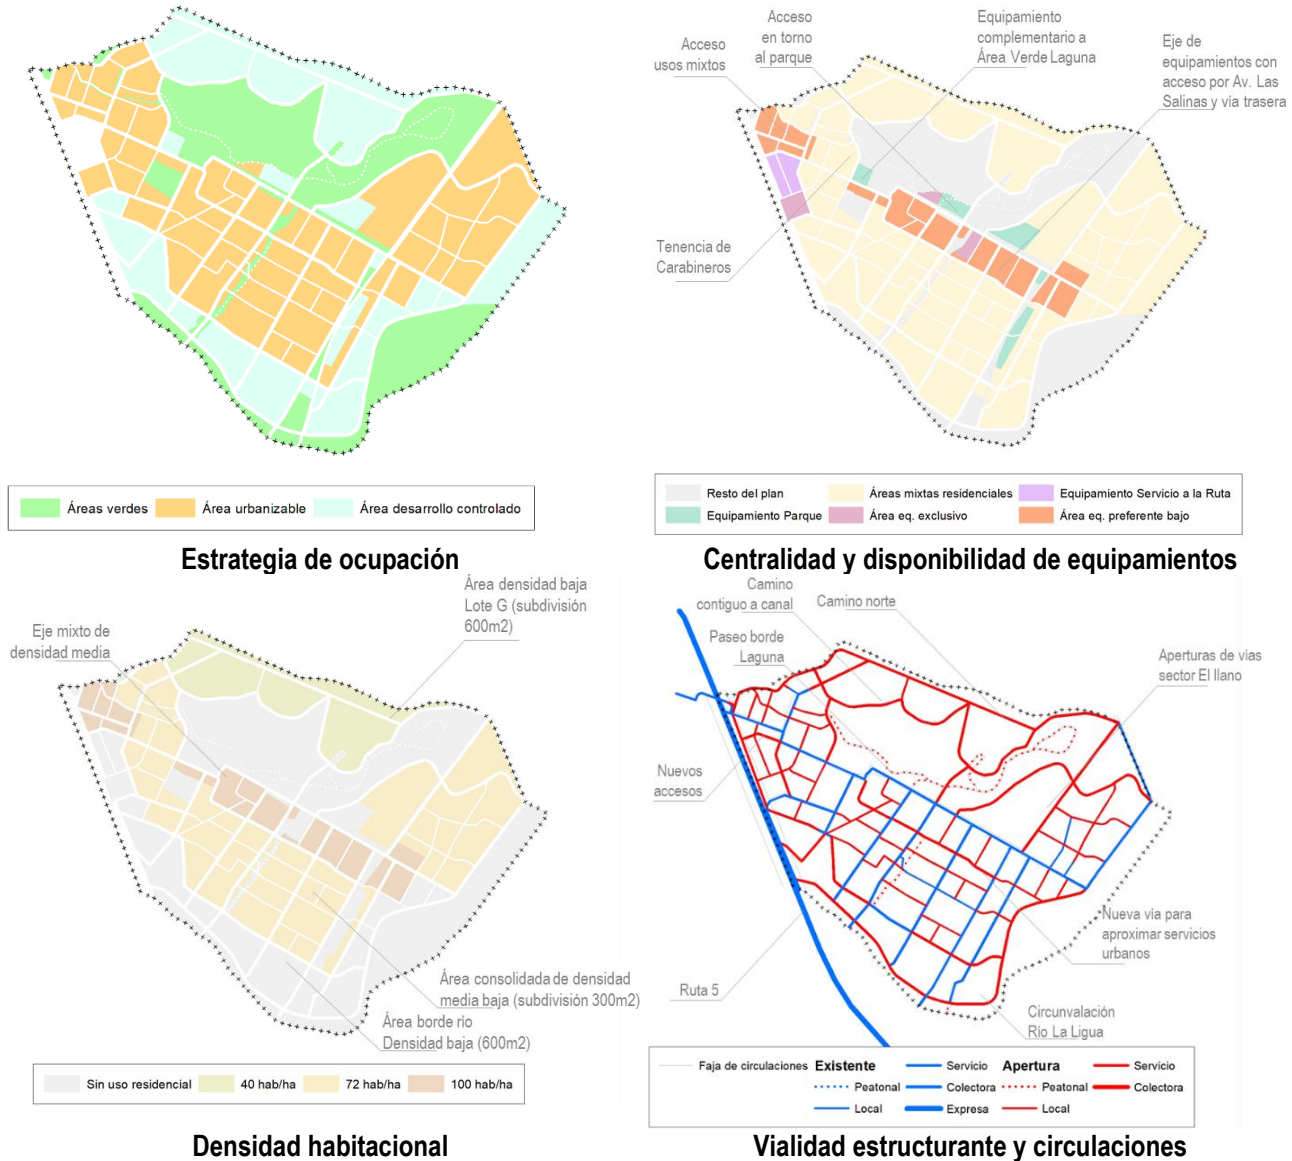 Áreas verdes
Área urbanizable
Área desarrollo controlado
Estrategia de ocupación
Acceso
usos mixtos
Acceso
en torno
al parque
Equipamiento
complementario a
Área Verde Laguna
Eje de
equipamientos con
acceso por Av. Las
Salinas y vía trasera
Tenencia de
Carabineros
Resto del plan
Áreas mixtas residenciales
Equipamiento Servicio a la Ruta
Equipamiento Parque
Área eq. exclusivo
Área eq. preferente bajo
Centralidad y disponibilidad de equipamientos
Eje mixto de
densidad media
Área densidad baja
Lote G (subdivisión
600m2)
Área consolidada de densidad
media baja (subdivisión 300m2)
Área borde rio
Densidad baja (600m2)
Sin uso residencial
40 hab/ha
72 hab/ha
100 hab/ha
Densidad habitacional
Camino
contiguo a canal
Camino norte
Paseo borde
Laguna
Aperturas de vías
sector El llano
Nuevos
accesos
Nueva vía para
aproximar servicios
urbanos
Ruta 5
Circunvalación
Río La Ligua
Faja de circulaciones
Existente
Servicio
Apertura
Servicio
Peatonal
Colectora
Peatonal
Colectora
Local
Expresa
Local
Vialidad estructurante y circulaciones